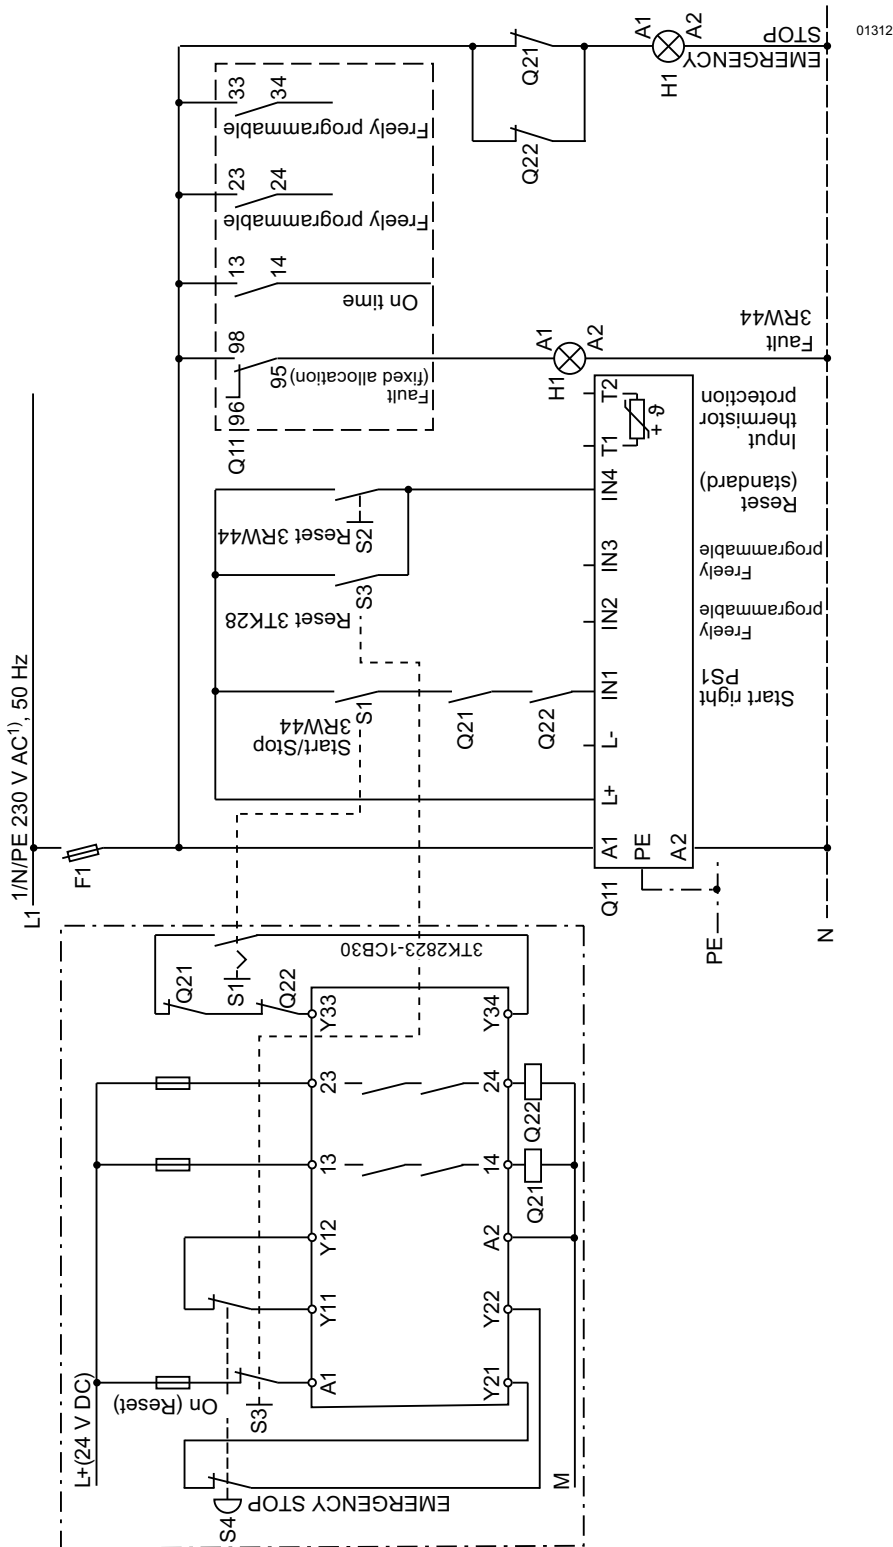 01312
1/N/PE 230 V AC1), 50 Hz
L1
F1
Q11
96
98
95
Fault
(fixed allocation)
13
14
On time
23
24
Freely programmable
33
34
Freely programmable
Q22
Q21
H1
A1
A2
EMERGENCY
STOP
H1
A1
A2
Fault
3RW44
Start/Stop
3RW44
S1
Q21
Q22
Reset 3TK28
S3
Reset 3RW44
S2
Q11
A1
L+
L-
IN1
IN2
IN3
IN4
T1
T2
PE
A2
+ ϑ
PE
N
Start right
PS1
Freely
programmable
Freely
programmable
Reset
(standard)
Input
thermistor
protection
L+(24 V DC)
On (Reset)
S3
S4
EMERGENCY STOP
M
Q21
S1
Q22
3TK2823-1CB30
A1
Y11
Y12
13
23
Y33
Y21
Y22
A2
14
24
Y34
Q21
Q22